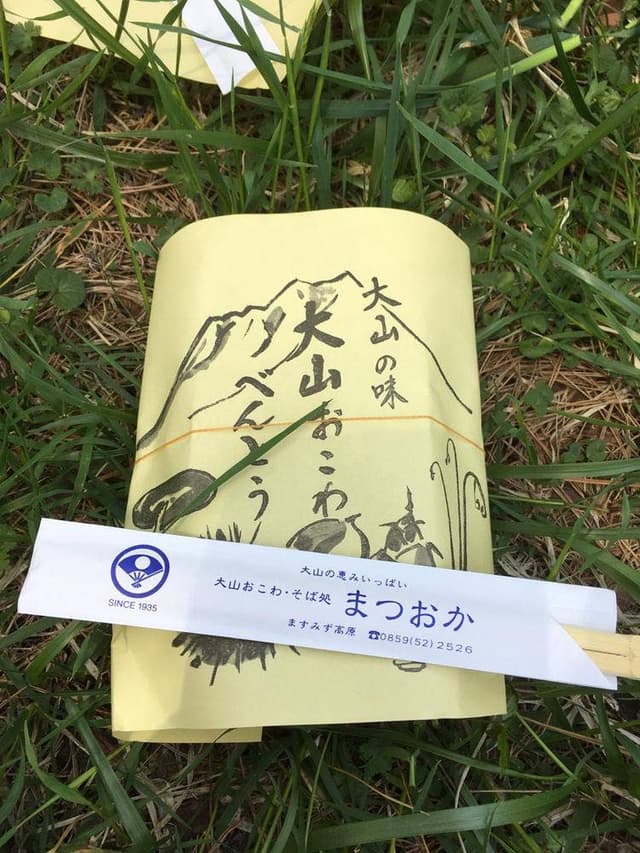 大山の味
大山おこわ
べんとう
大山の恵みいっぱい
大山おこわ・そば処 まつおか
ますみず高原 ☎0859(52)2526
SINCE 1935